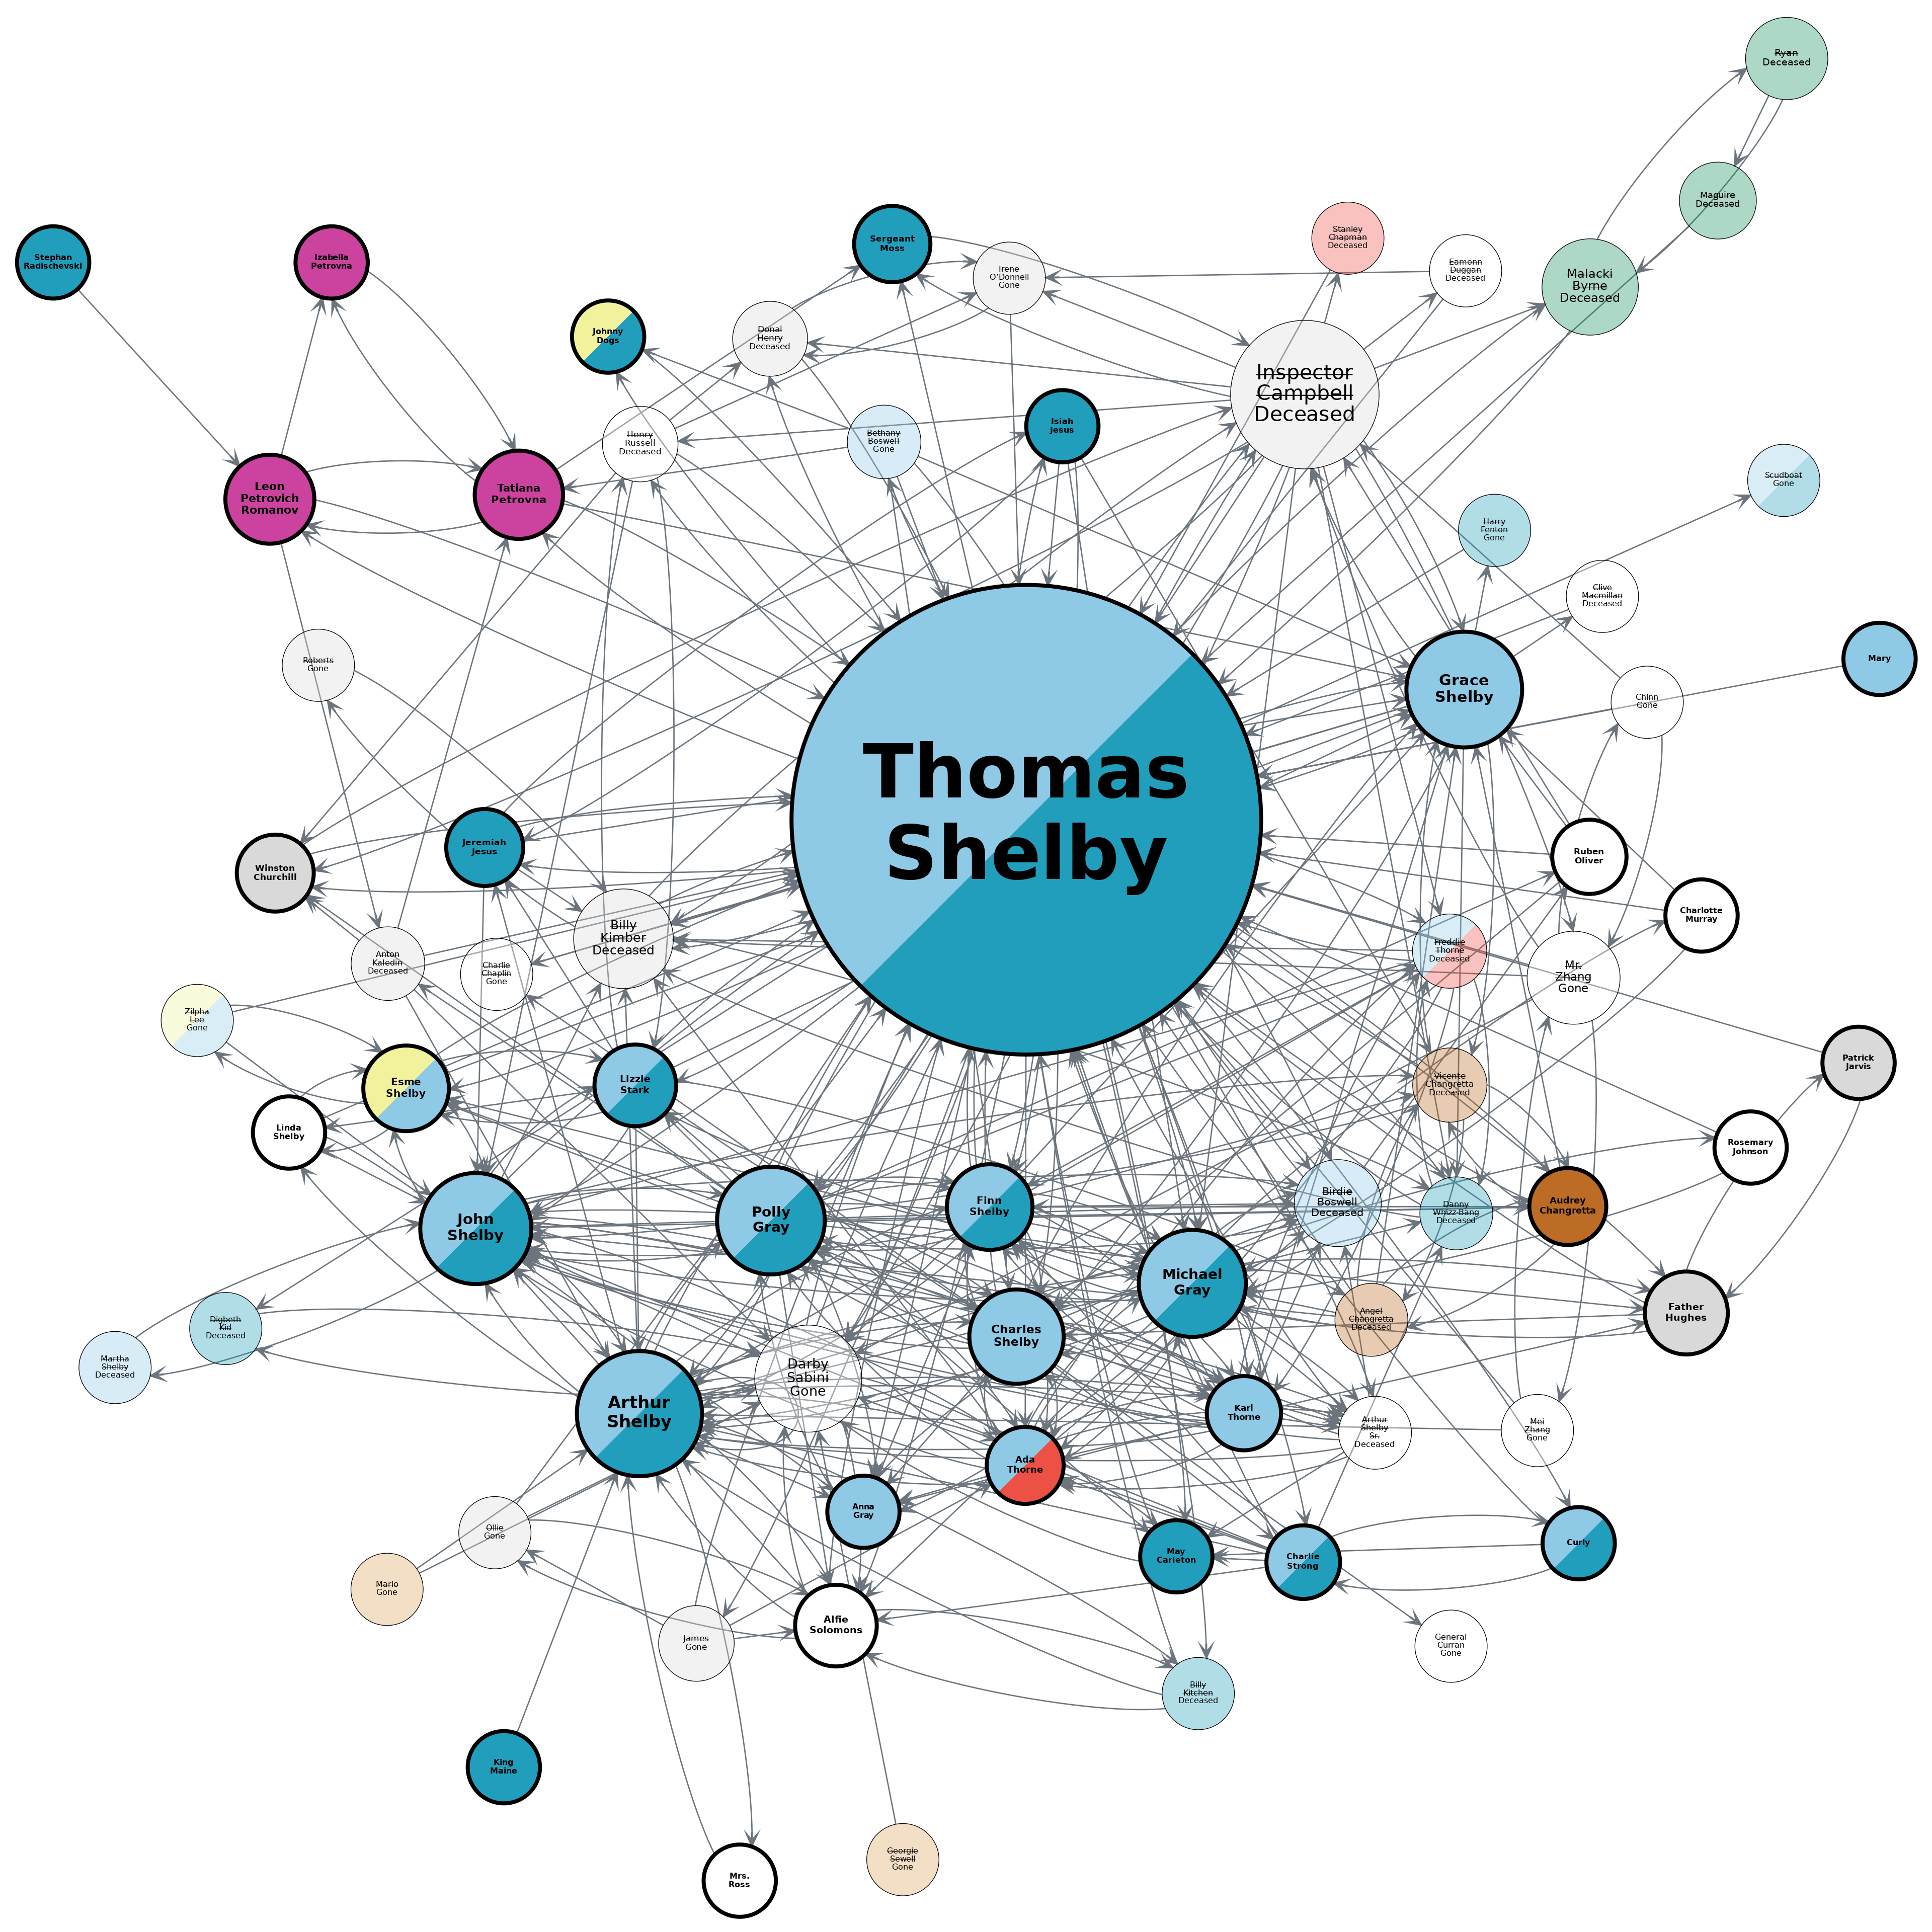 Ryan
Deceased
Maguire
Deceased
Stephan
Radischevski
Izabella
Petrovna
Sergeant
Moss
Irene
O'Donnell
Gone
Stanley
Chapman
Deceased
Eamonn
Duggan
Deceased
Malacki
Byrne
Deceased
Johnny
Dogs
Donal
Henry
Deceased
Inspector
Campbell
Deceased
Henry
Russell
Deceased
Bethany
Boswell
Gone
Isiah
Jesus
Scudboat
Gone
Leon
Petrovich
Romanov
Tatiana
Petrovna
Harry
Fenton
Gone
Clive
Macmillan
Deceased
Roberts
Gone
Grace
Shelby
Mary
Chinn
Gone
Thomas
Shelby
Winston
Churchill
Jeremiah
Jesus
Ruben
Oliver
Charlotte
Murray
Billy
Kimber
Deceased
Anton
Kaledin
Deceased
Charlie
Chaplin
Gone
Freddie
Thorne
Deceased
Mr.
Zhang
Gone
Zilpha
Lee
Gone
Esme
Shelby
Lizzie
Stark
Vicente
Changretta
Deceased
Patrick
Jarvis
Linda
Shelby
Rosemary
Johnson
John
Shelby
Polly
Gray
Finn
Shelby
Birdie
Boswell
Deceased
Danny
Whizz-Bang
Deceased
Audrey
Changretta
Michael
Gray
Digbeth
Kid
Deceased
Martha
Shelby
Deceased
Charles
Shelby
Angel
Changretta
Deceased
Father
Hughes
Arthur
Shelby
Darby
Sabini
Gone
Karl
Thorne
Arthur
Shelby
Sr.
Deceased
Mei
Zhang
Gone
Ada
Thorne
Anna
Gray
Ollie
Gone
May
Carleton
Charlie
Strong
Curly
Mario
Gone
James
Gone
Alfie
Solomons
General
Curran
Gone
Billy
Kitchen
Deceased
King
Maine
Mrs.
Ross
Georgie
Sewell
Gone